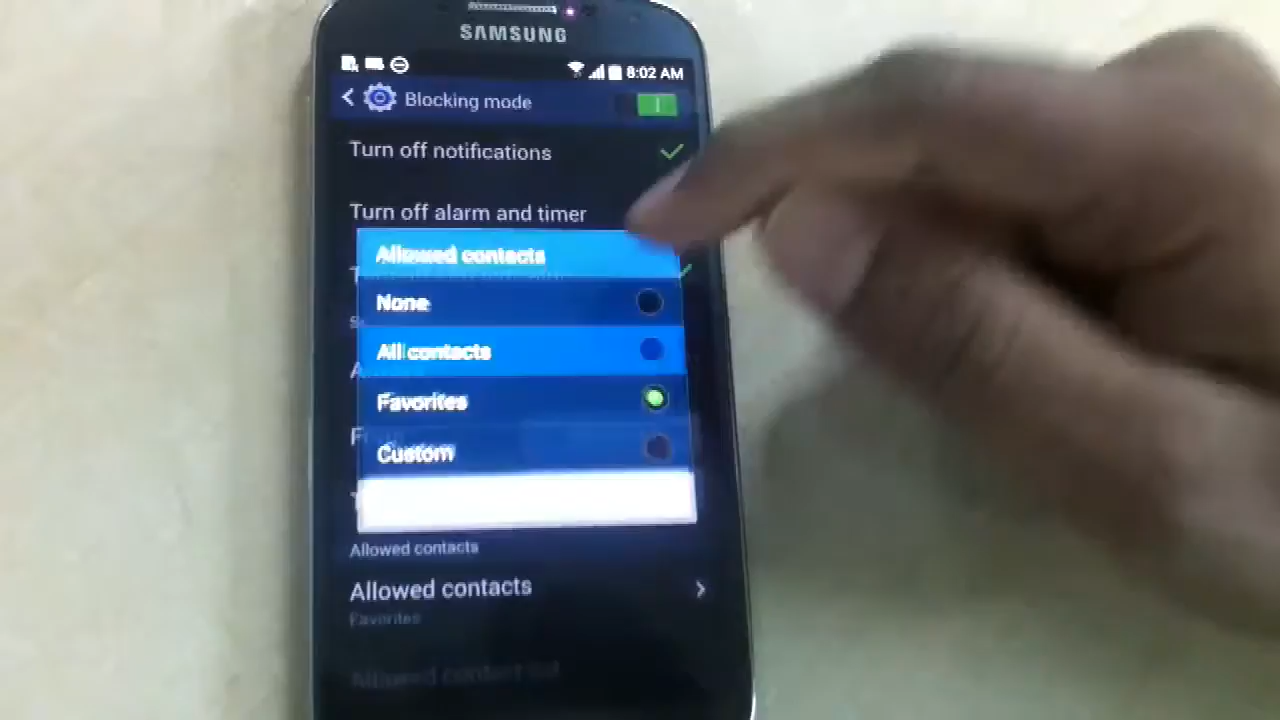 SAMSUNG
8:02 AM
Blocking mode
Turn off notifications
Turn off alarm and timer
Allowed contacts
None
All contacts
Favorites
Custom
Allowed contacts
Allowed contacts
Favorites